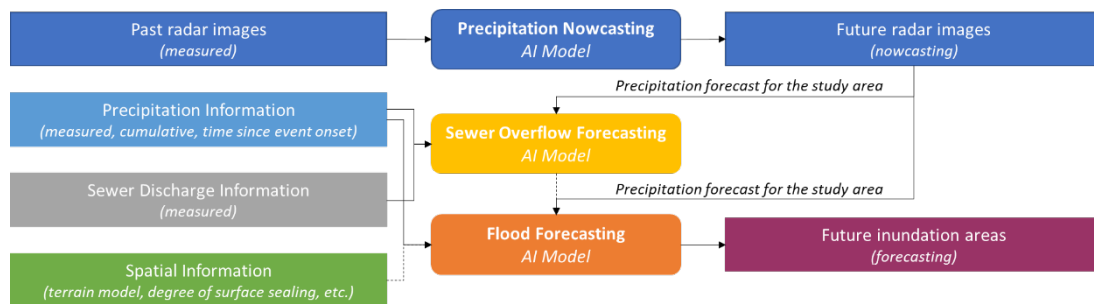 Past radar images
(measured)
Precipitation Nowcasting
AI Model
Future radar images
(nowcasting)
Precipitation forecast for the study area
Precipitation Information
(measured, cumulative, time since event onset)
Sewer Overflow Forecasting
AI Model
Sewer Discharge Information
(measured)
Precipitation forecast for the study area
Flood Forecasting
AI Model
Future inundation areas
(forecasting)
Spatial Information
(terrain model, degree of surface sealing, etc.)